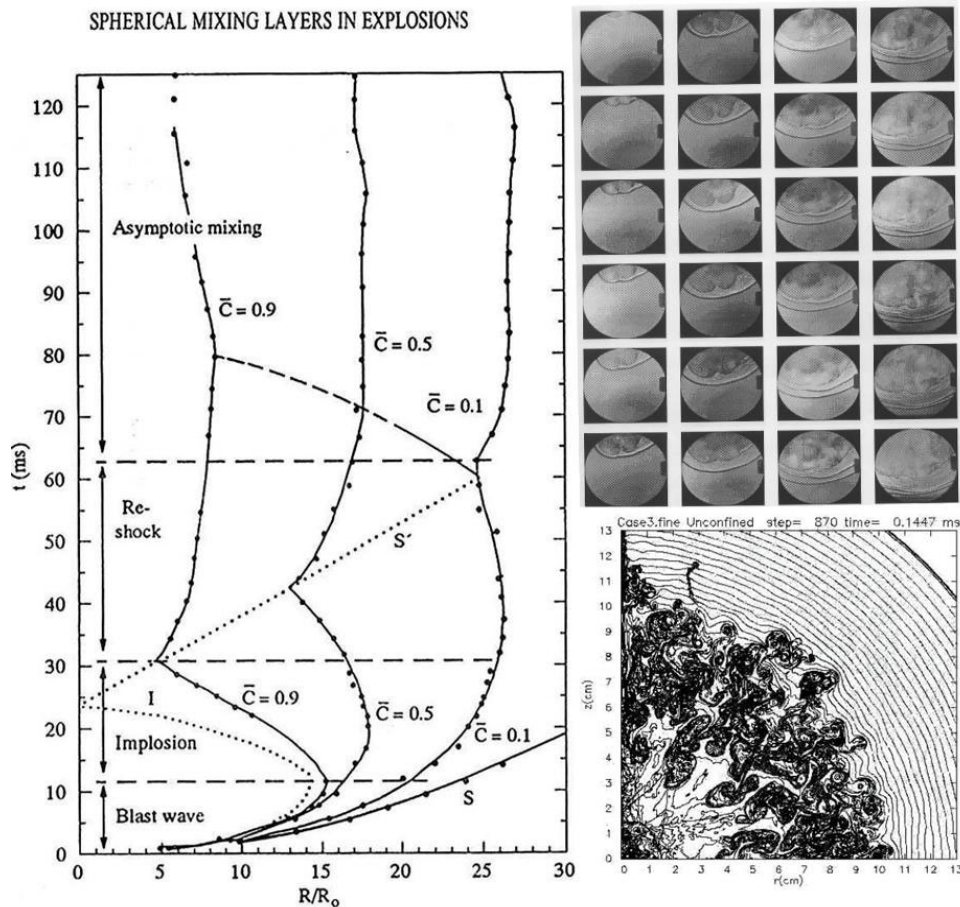 SPHERICAL MIXING LAYERS IN EXPLOSIONS
120
110
100
90
80
70
60
50
40
30
20
10
0
t (ms)
Asymptotic mixing
C̄ = 0.9
C̄ = 0.5
C̄ = 0.1
Re-
shock
S'
I
C̄ = 0.9
C̄ = 0.5
C̄ = 0.1
Implosion
S
Blast wave
0 5 10 15 20 25 30
R/Ro
Case3.fine Unconfined step= 870 time= 0.1447 ms
13
12
11
10
9
8
7
6
5
4
3
2
1
0
z(cm)
0 1 2 3 4 5 6 7 8 9 10 11 12 13
r(cm)